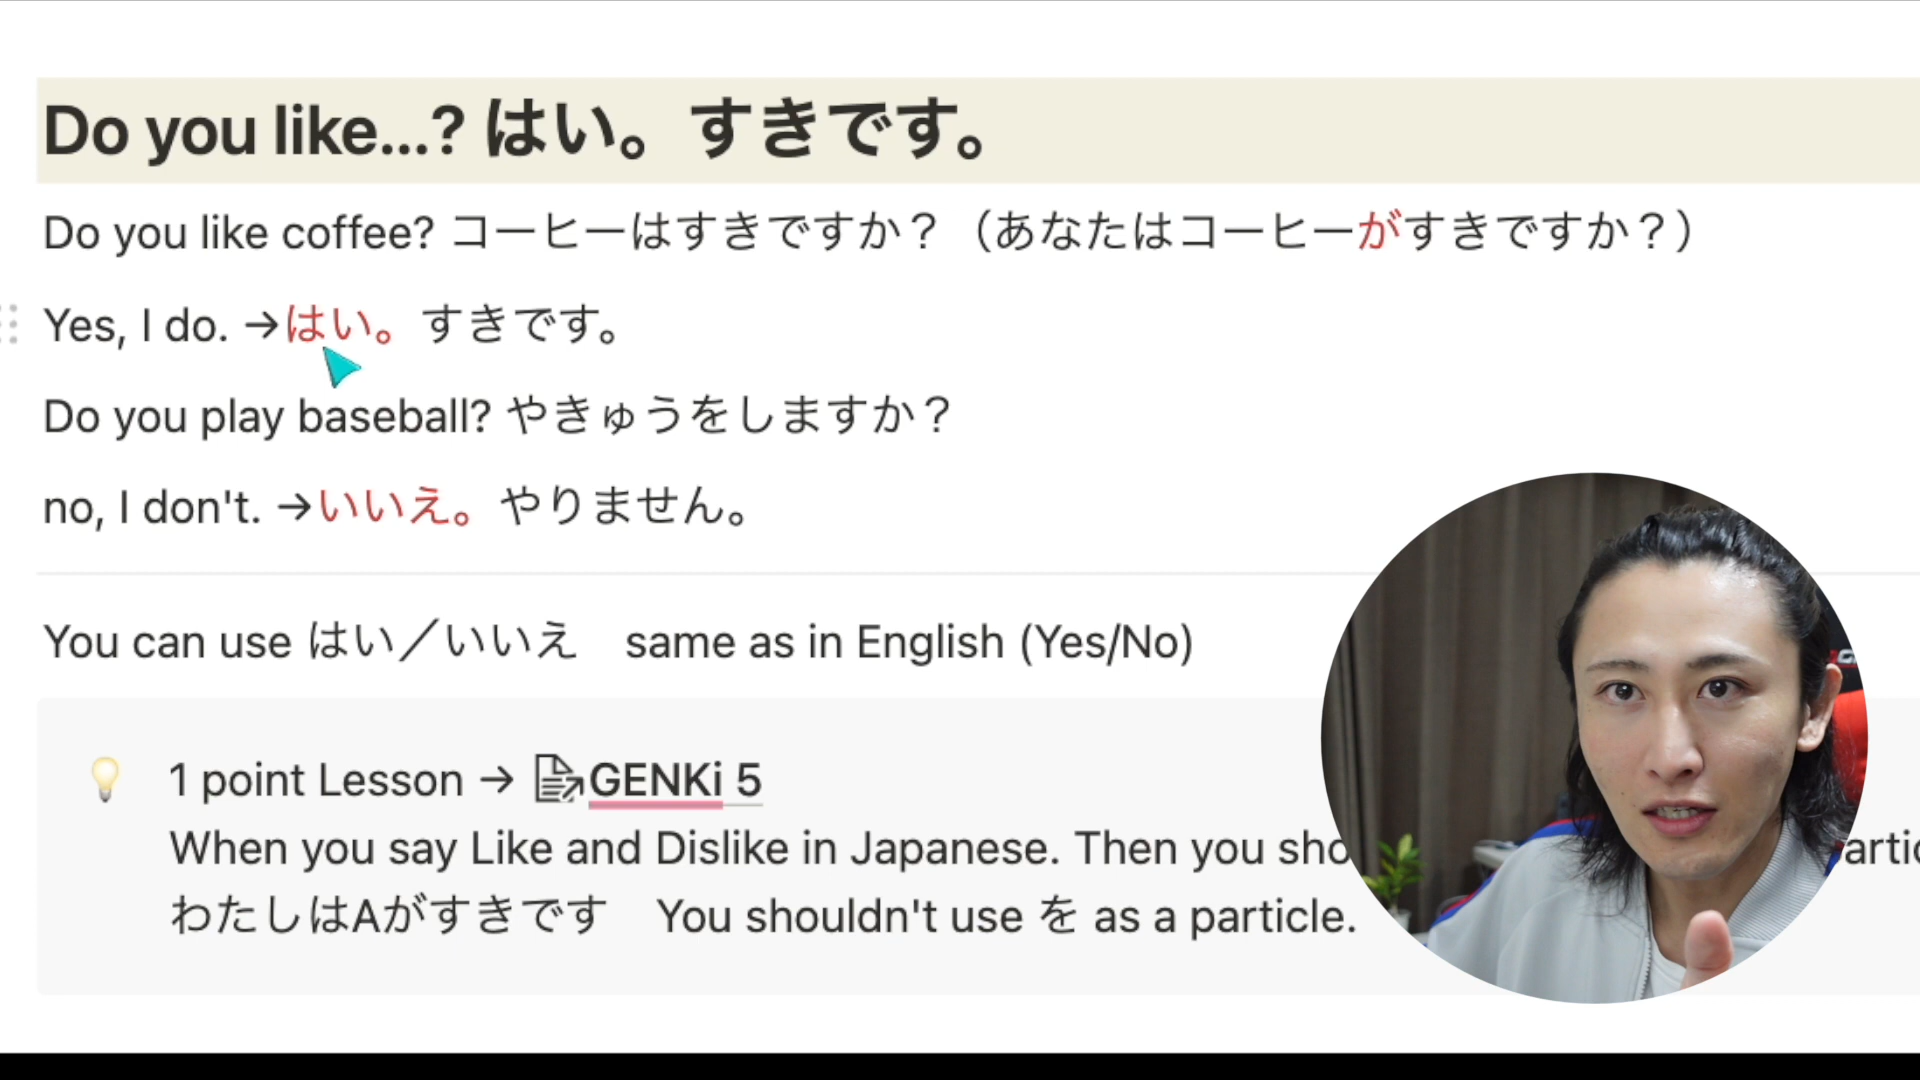 Do you like...? はい。すきです。
Do you like coffee? コーヒーはすきですか？（あなたはコーヒーがすきですか？）
Yes, I do. →はい。すきです。
Do you play baseball? やきゅうをしますか？
no, I don't. →いいえ。やりません。
You can use はい／いいえ　same as in English (Yes/No)
1 point Lesson → GENKi 5
When you say Like and Dislike in Japanese. Then you
わたしはAがすきです　You shouldn't use を as a particle.